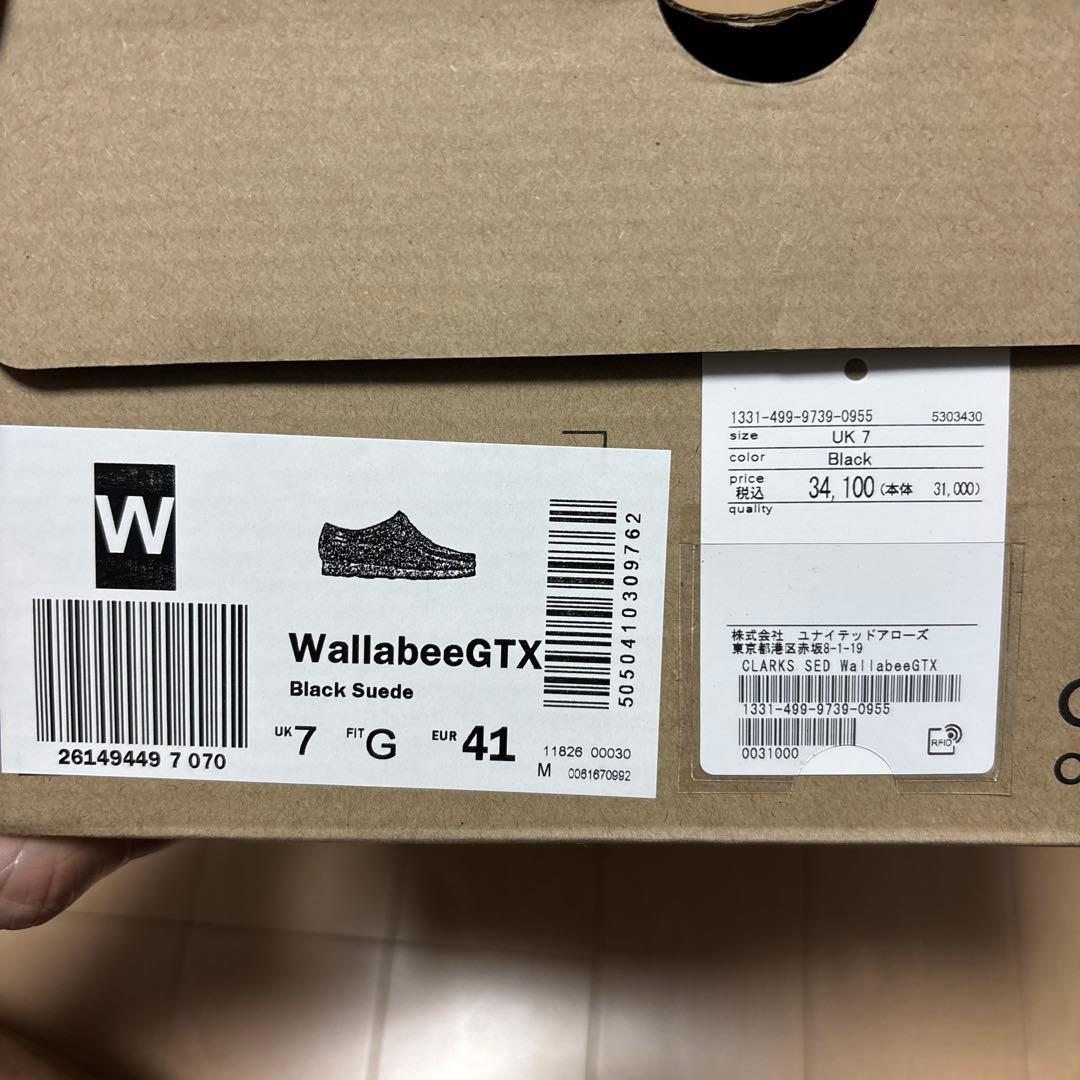 W
26149449 7 070
WallabeeGTX
Black Suede
UK 7 FIT G EUR 41
11826 00030
M 0061670992
5050410309762
1331-499-9739-0955 5303430
size UK 7
color Black
price
税込 34,100 (本体 31,000)
quality
株式会社 ユナイテッドアローズ
東京都港区赤坂8-1-19
CLARKS SED WallabeeGTX
1331-499-9739-0955
0031000
RFID